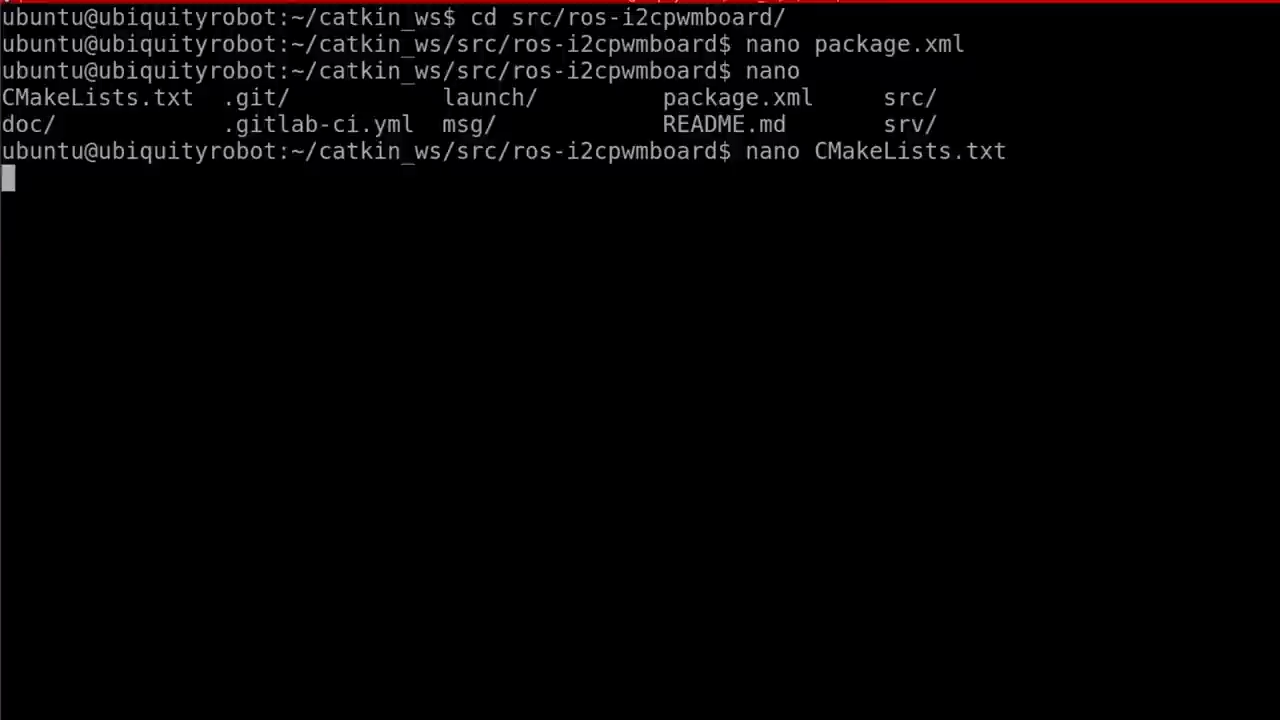 ubuntu@ubiquityrobot:~/catkin_ws$ cd src/ros-i2cpwmboard/
ubuntu@ubiquityrobot:~/catkin_ws/src/ros-i2cpwmboard$ nano package.xml
ubuntu@ubiquityrobot:~/catkin_ws/src/ros-i2cpwmboard$ nano
CMakeLists.txt  .git/           launch/         package.xml     src/
doc/            .gitlab-ci.yml  msg/            README.md       srv/
ubuntu@ubiquityrobot:~/catkin_ws/src/ros-i2cpwmboard$ nano CMakeLists.txt